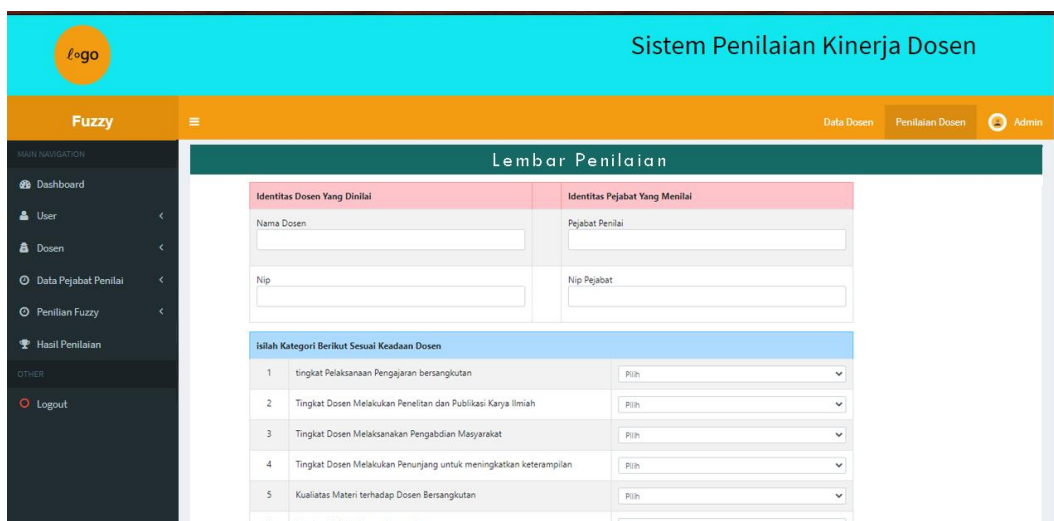 logo
Sistem Penilaian Kinerja Dosen
Fuzzy
Data Dosen
Penilaian Dosen
Admin
MAIN NAVIGATION
Dashboard
User
Dosen
Data Pejabat Penilai
Penilian Fuzzy
Hasil Penilaian
OTHER
Logout
Lembar Penilaian
Identitas Dosen Yang Dinilai
Identitas Pejabat Yang Menilai
Nama Dosen
Pejabat Penilai
Nip
Nip Pejabat
isilah Kategori Berikut Sesuai Keadaan Dosen
1 tingkat Pelaksanaan Pengajaran bersangkutan Pilih
2 Tingkat Dosen Melakukan Penelitan dan Publikasi Karya Ilmiah Pilih
3 Tingkat Dosen Melaksanakan Pengabdian Masyarakat Pilih
4 Tingkat Dosen Melakukan Penunjang untuk meningkatkan keterampilan Pilih
5 Kualiatas Materi terhadap Dosen Bersangkutan Pilih